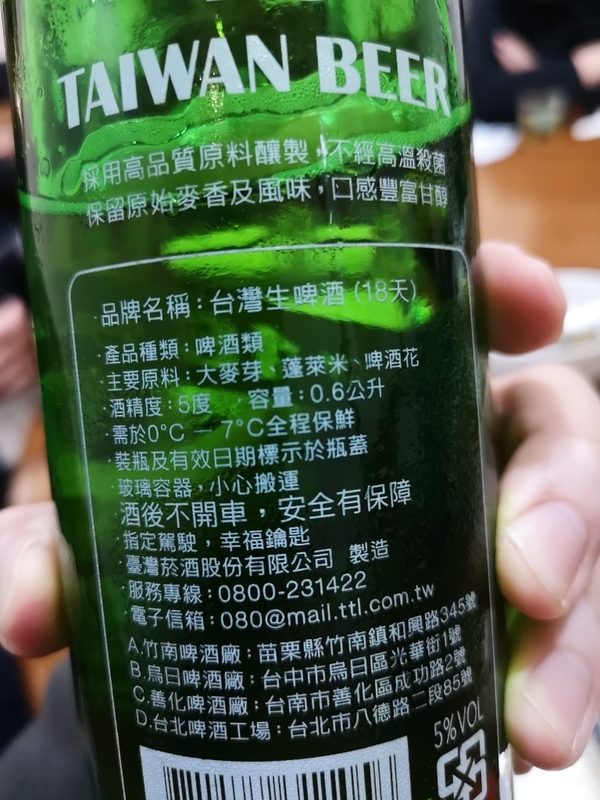 TAIWAN BEER
採用高品質原料釀製，不經高溫殺菌
保留原始麥香及風味，口感豐富甘醇
·品牌名稱：台灣生啤酒 (18天)
·產品種類：啤酒類
·主要原料：大麥芽、蓬萊米、啤酒花
·酒精度：5度 ·容量：0.6公升
·需於0°C — 7°C全程保鮮
·裝瓶及有效日期標示於瓶蓋
·玻璃容器，小心搬運
酒後不開車，安全有保障
指定駕駛，幸福鑰匙
·臺灣菸酒股份有限公司 製造
·服務專線：0800-231422
·電子信箱：080@mail.ttl.com.tw
A.竹南啤酒廠：苗栗縣竹南鎮和興路345號
B.烏日啤酒廠：台中市烏日區光華街1號
C.善化啤酒廠：台南市善化區成功路2號
D.台北啤酒工場：台北市八德路二段85號
5%VOL